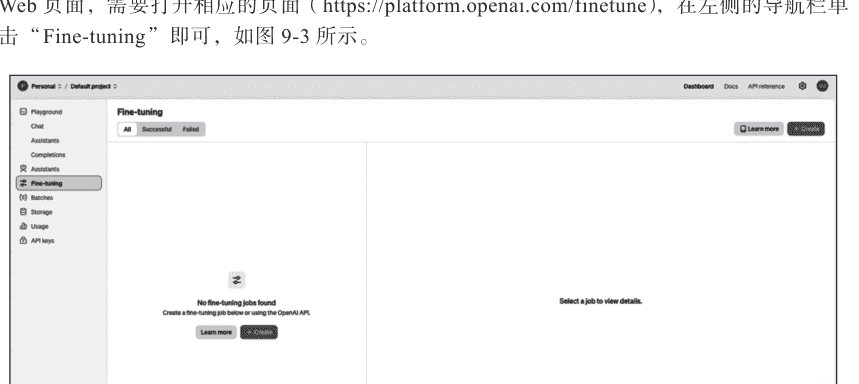 Web 页面，需要打开相应的页面（https://platform.openai.com/finetune），在左侧的导航栏单
击“Fine-tuning”即可，如图 9-3 所示。
Personal / Default project
Dashboard Docs API reference
Playground
Chat
Assistants
Completions
Assistants
Fine-tuning
Batches
Storage
Usage
API keys
Fine-tuning
All Successful Failed
Learn more + Create
No fine-tuning jobs found
Create a fine-tuning job below or using the OpenAI API.
Learn more + Create
Select a job to view details.